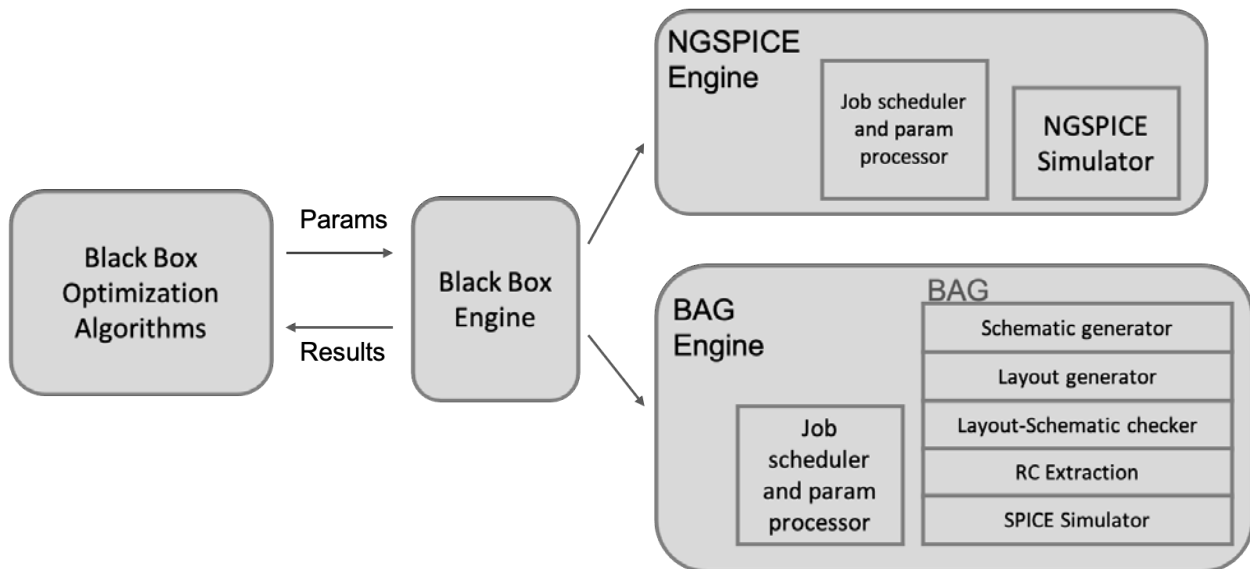 Black Box
Optimization
Algorithms
Params
Results
Black Box
Engine
NGSPICE
Engine
Job scheduler
and param
processor
NGSPICE
Simulator
BAG
Engine
Job
scheduler
and param
processor
BAG
Schematic generator
Layout generator
Layout-Schematic checker
RC Extraction
SPICE Simulator